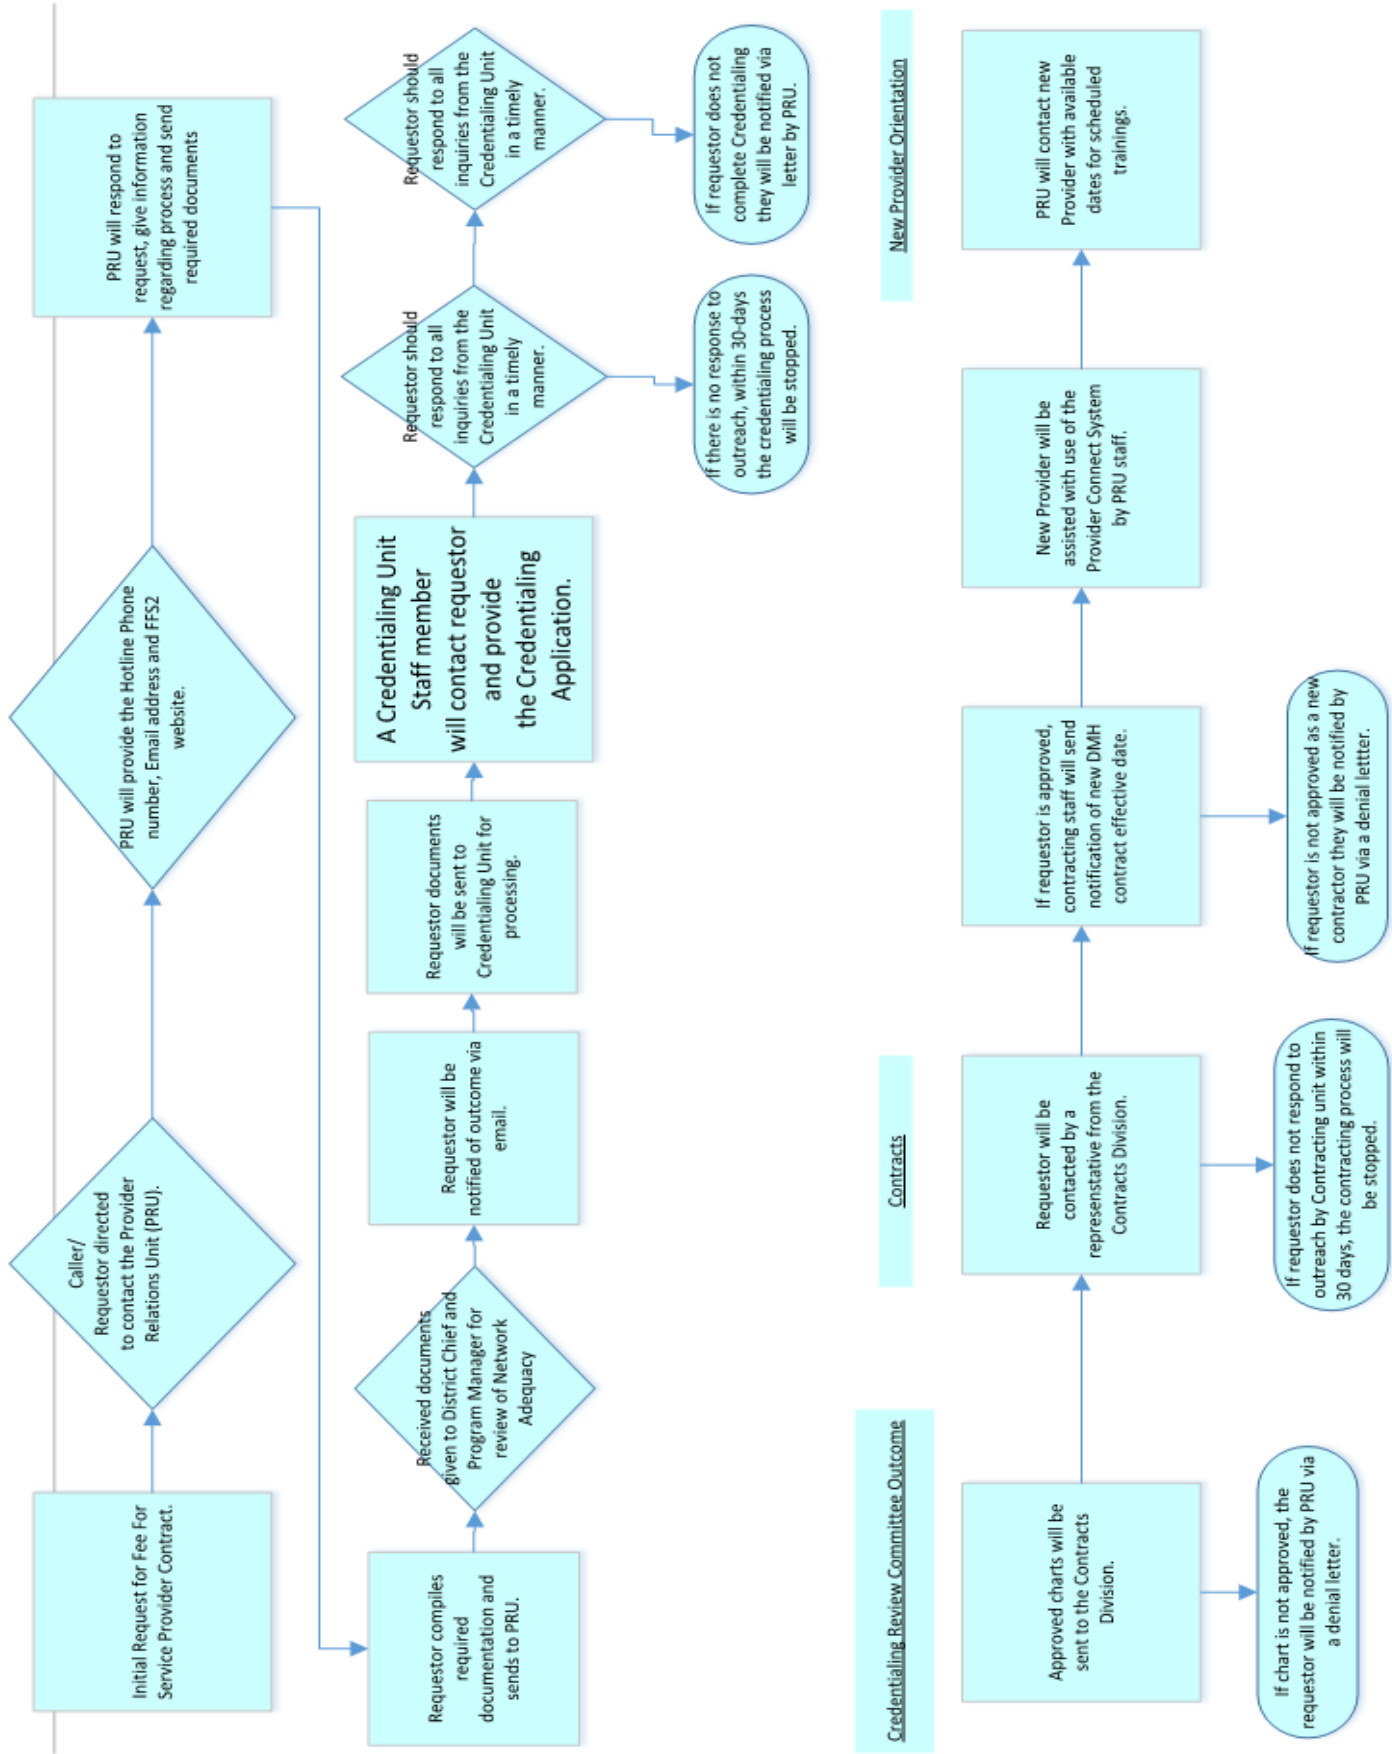 Initial Request for Fee For
Service Provider Contract.
Caller/
Requestor directed
to contact the Provider
Relations Unit (PRU).
PRU will provide the Hotline Phone
number, Email address and FFS2
website.
PRU will respond to
request, give information
regarding process and send
required documents
Requestor compiles
required
documentation and
sends to PRU.
Received documents
given to District Chief and
Program Manager for
review of Network
Adequacy
Requestor will be
notified of outcome via
email.
Requestor documents
will be sent to
Credentialing Unit for
processing.
A Credentialing Unit
Staff member
will contact requestor
and provide
the Credentialing
Application.
Requestor should
respond to all
inquiries from the
Credentialing Unit
in a timely
manner.
Requestor should
respond to all
inquiries from the
Credentialing Unit
in a timely
manner.
If there is no response to
outreach, within 30-days
the credentialing process
will be stopped.
If requestor does not
complete Credentialing
they will be notified via
letter by PRU.
Credentialing Review Committee Outcome
Contracts
New Provider Orientation
Approved charts will be
sent to the Contracts
Division.
Requestor will be
contacted by a
represenstative from the
Contracts Division.
If requestor is approved,
contracting staff will send
notification of new DMH
contract effective date.
New Provider will be
assisted with use of the
Provider Connect System
by PRU staff.
PRU will contact new
Provider with available
dates for scheduled
trainings.
If chart is not approved, the
requestor will be notified by PRU via
a denial letter.
If requestor does not respond to
outreach by Contracting unit within
30 days, the contracting process will
be stopped.
If requestor is not approved as a new
contractor they will be notified by
PRU via a denial lettter.